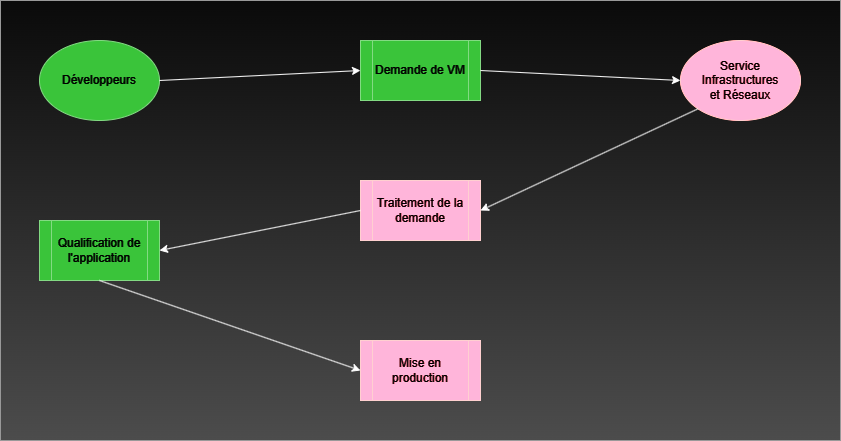 Développeurs
Demande de VM
Service
Infrastructures
et Réseaux
Traitement de la
demande
Qualification de
l'application
Mise en
production